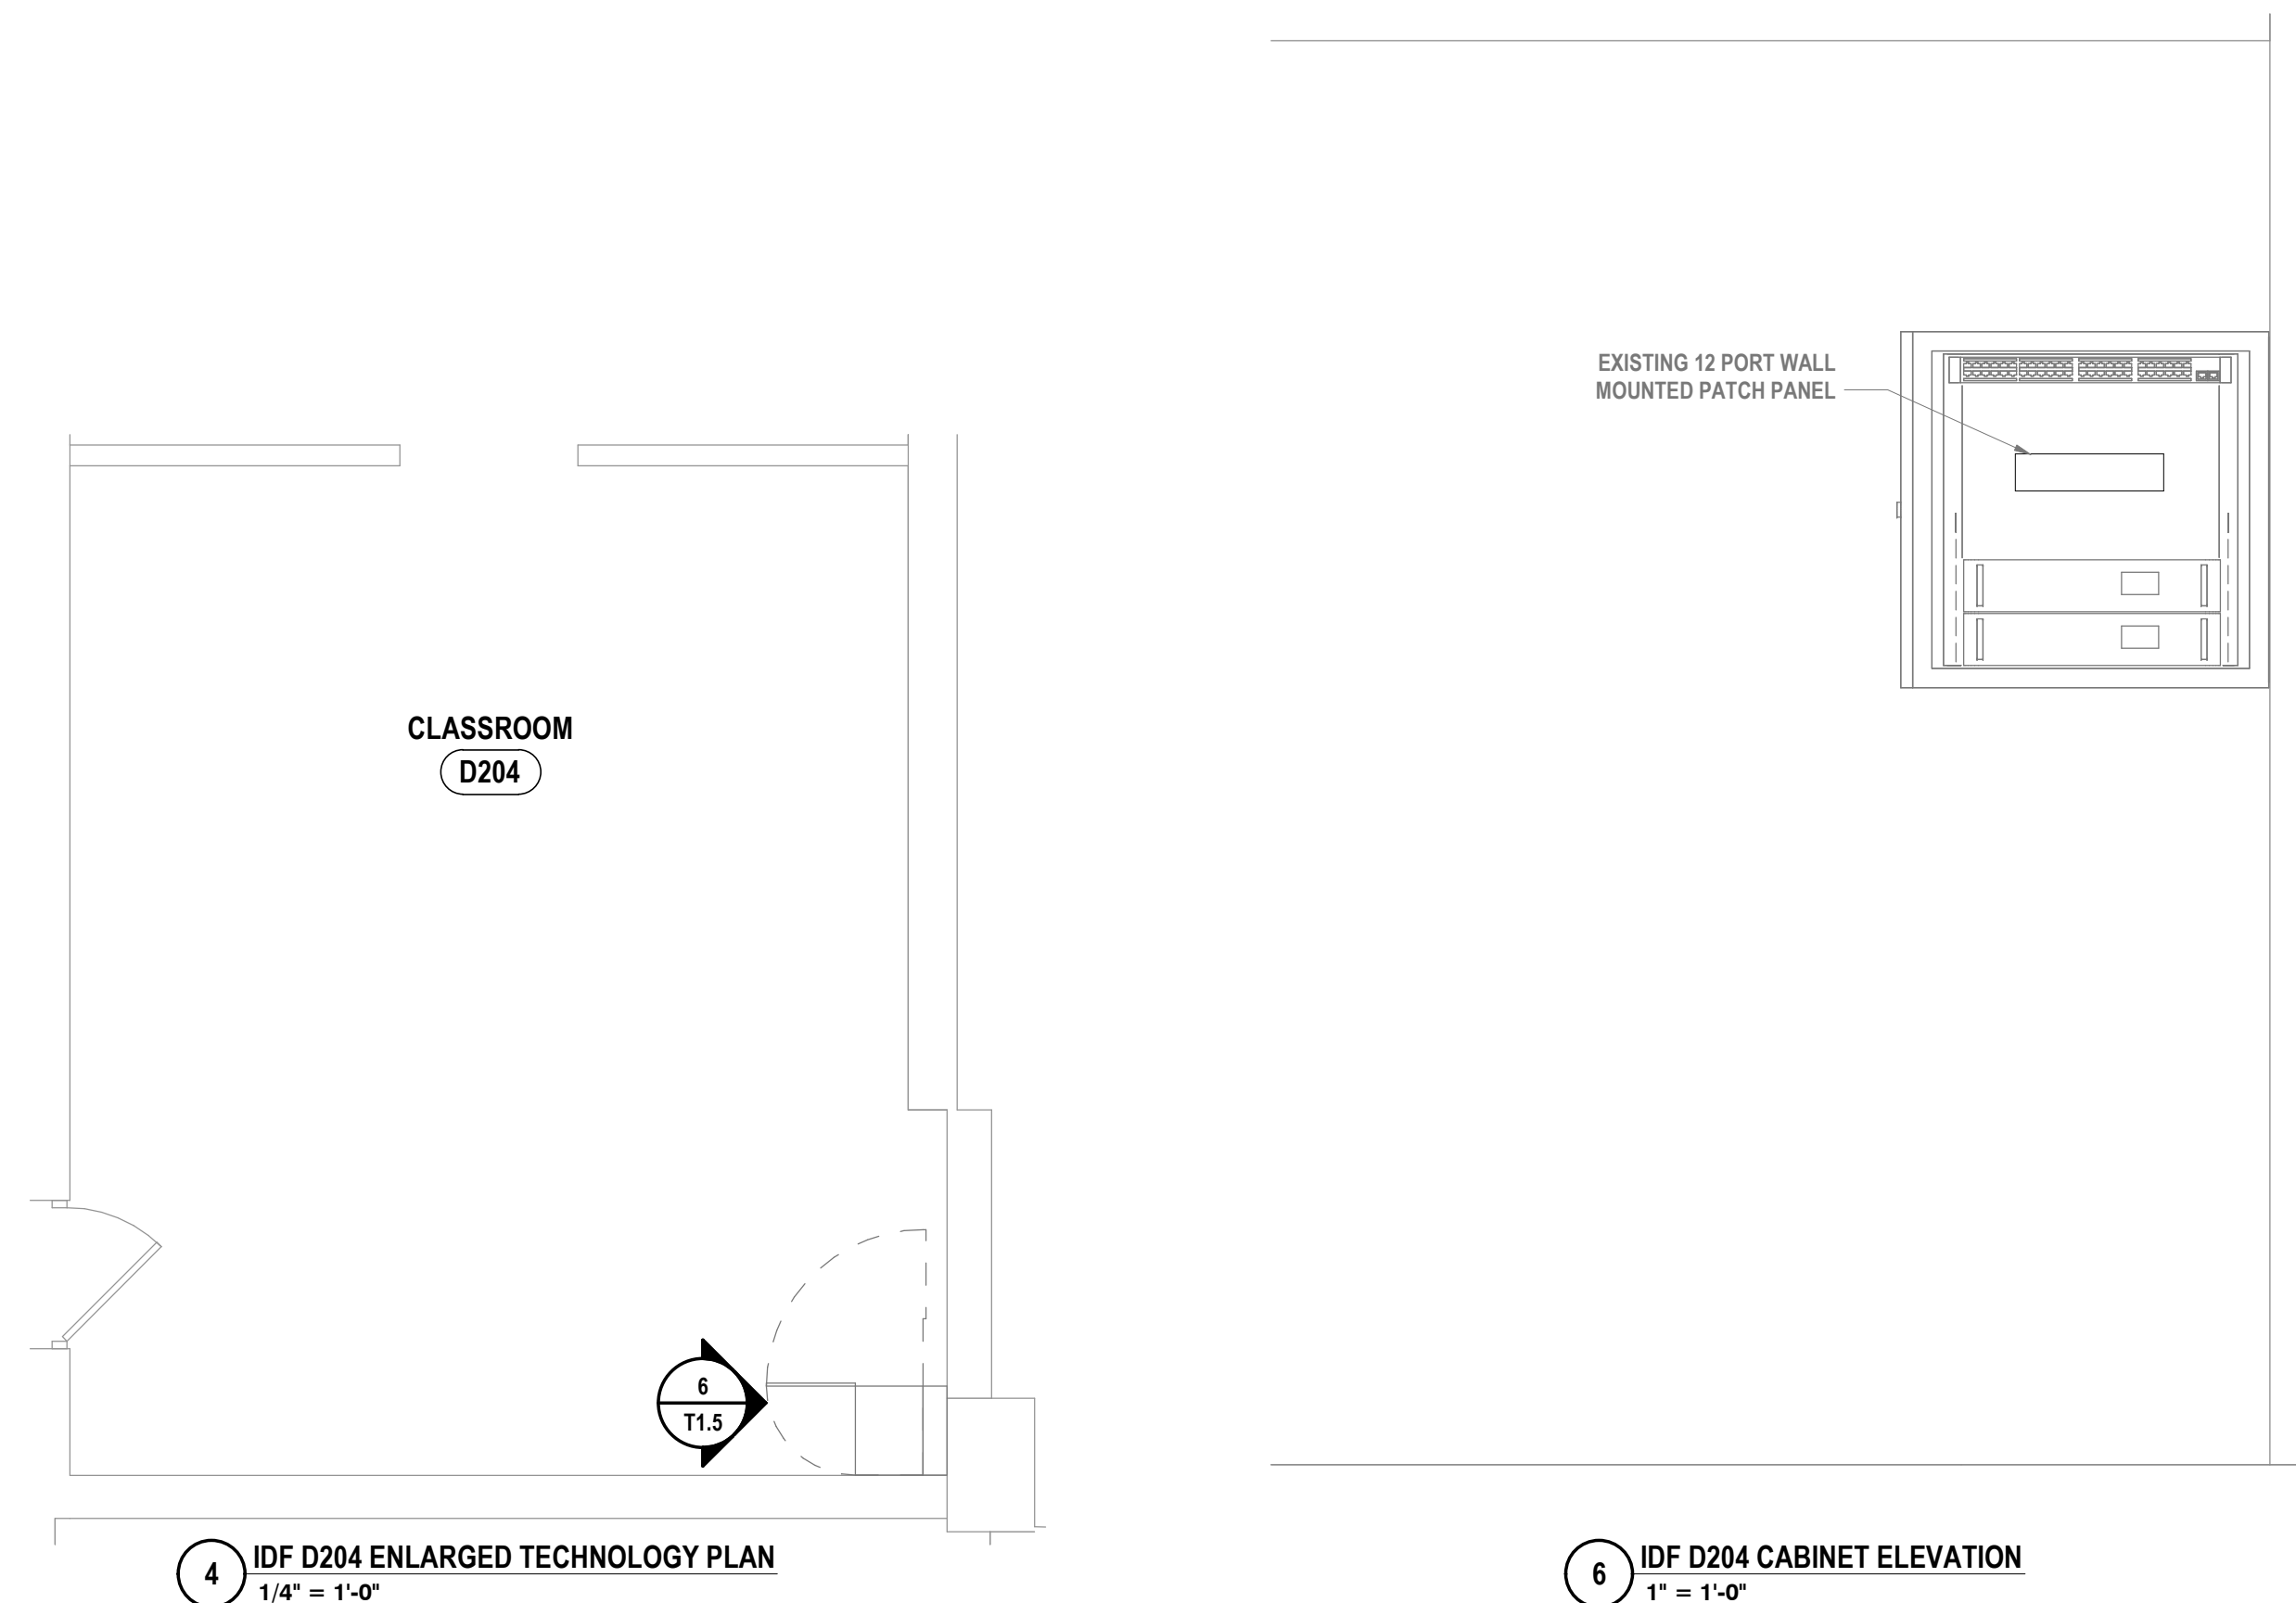 EXISTING 12 PORT WALL
MOUNTED PATCH PANEL
CLASSROOM
D204
6
T1.5
4
IDF D204 ENLARGED TECHNOLOGY PLAN
1/4" = 1'-0"
6
IDF D204 CABINET ELEVATION
1" = 1'-0"